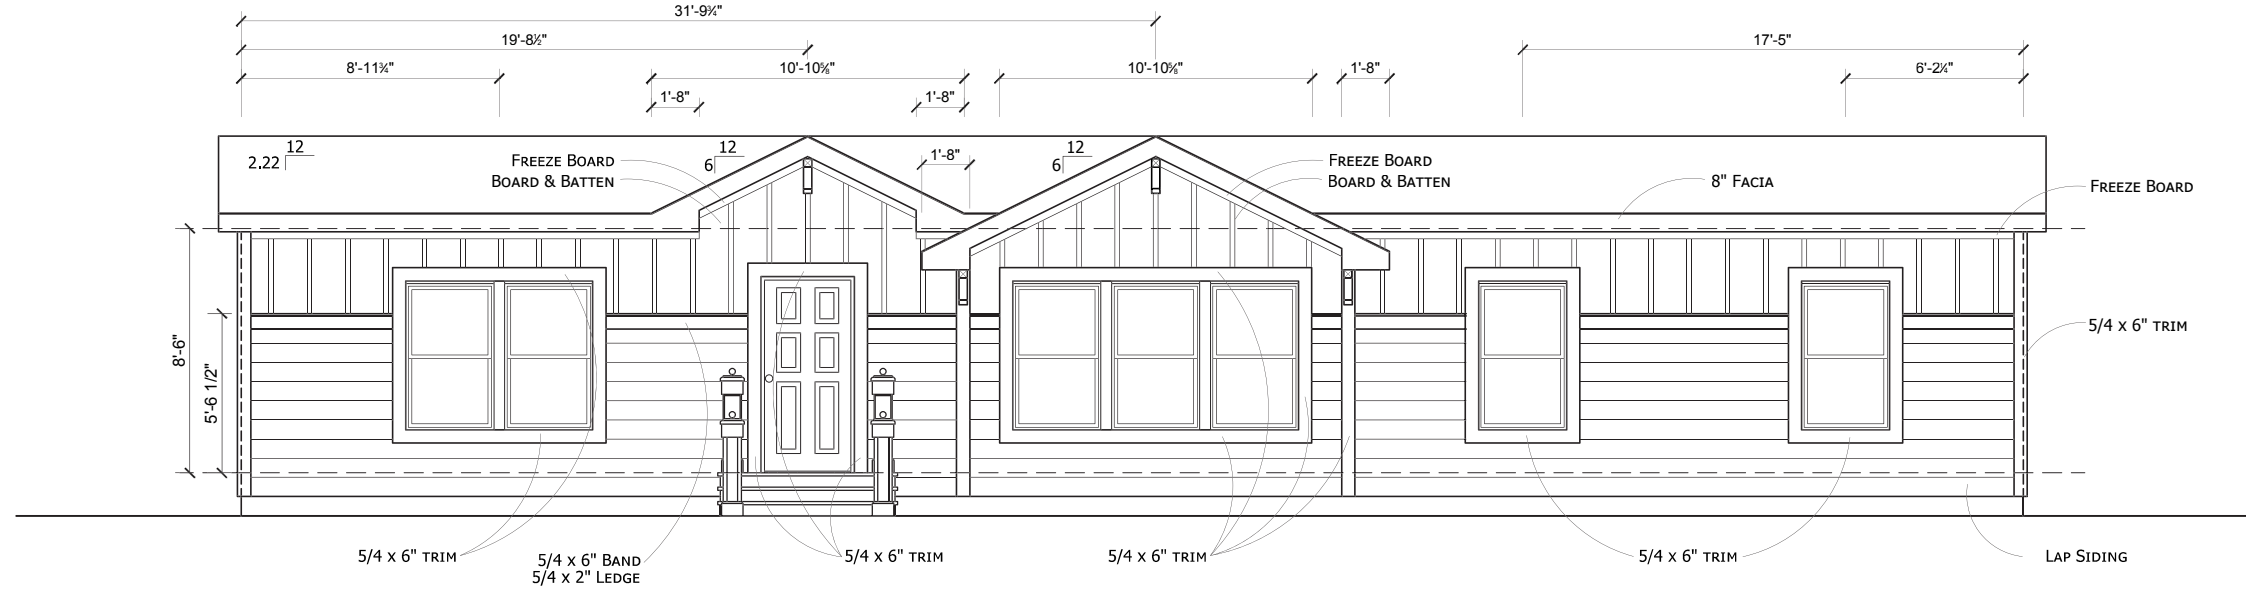 31'-9¾"
19'-8½"
17'-5"
8'-11¾"
10'-10⅝"
10'-10⅝"
1'-8"
6'-2¼"
1'-8"
1'-8"
12
2.22
12
6
1'-8"
12
6
Freeze Board
Board & Batten
Freeze Board
Board & Batten
8" Facia
Freeze Board
8'-6"
5'-6 1/2"
5/4 x 6" trim
5/4 x 6" trim
5/4 x 6" Band
5/4 x 2" Ledge
5/4 x 6" trim
5/4 x 6" trim
5/4 x 6" trim
Lap Siding